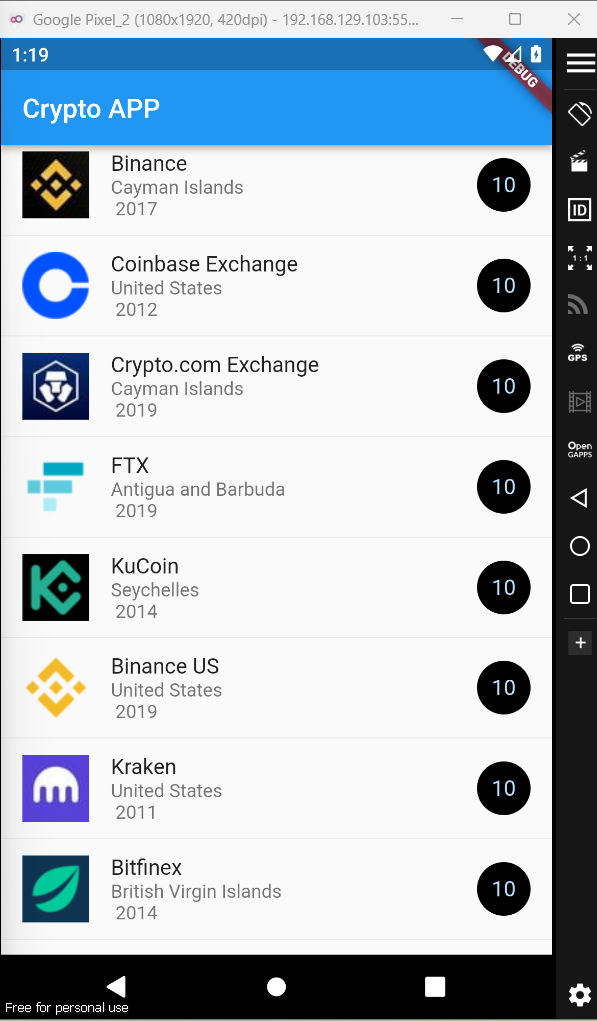 Google Pixel_2 (1080x1920, 420dpi) - 192.168.129.103:55...
1:19
DEBUG
Crypto APP
Binance
Cayman Islands
2017
10
Coinbase Exchange
United States
2012
10
Crypto.com Exchange
Cayman Islands
2019
10
FTX
Antigua and Barbuda
2019
10
KuCoin
Seychelles
2014
10
Binance US
United States
2019
10
Kraken
United States
2011
10
Bitfinex
British Virgin Islands
2014
10
ID
1:1
GPS
Open
GAPPS
Free for personal use